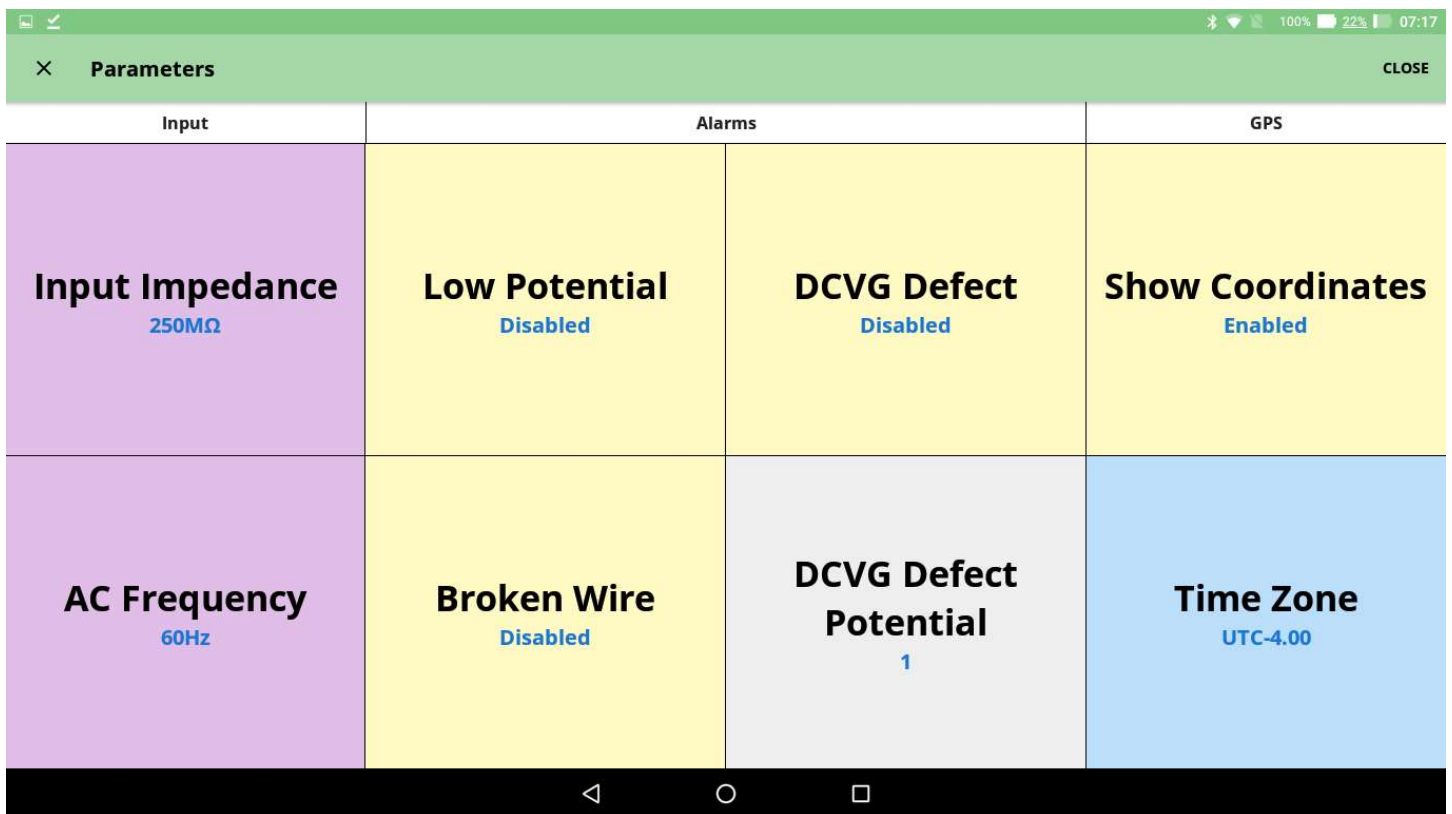 100% 22% 07:17
Parameters CLOSE
Input Alarms GPS
Input Impedance
250MΩ
Low Potential
Disabled
DCVG Defect
Disabled
Show Coordinates
Enabled
AC Frequency
60Hz
Broken Wire
Disabled
DCVG Defect
Potential
1
Time Zone
UTC-4.00